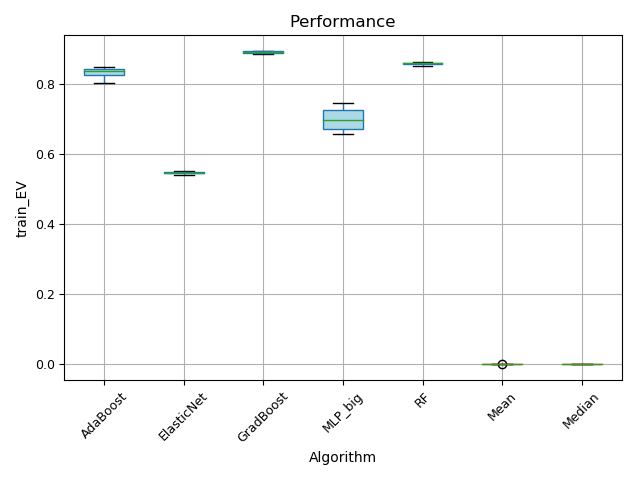 Performance
train_EV
0.8
0.6
0.4
0.2
0.0
AdaBoost
ElasticNet
GradBoost
MLP_big
RF
Mean
Median
Algorithm